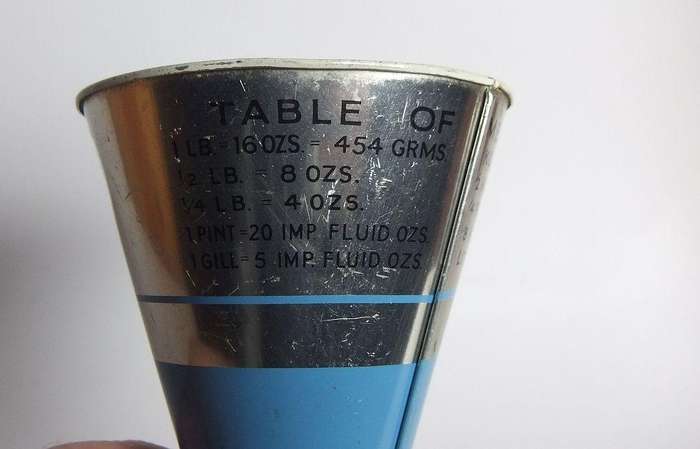 TABLE OF
1 LB. = 16 OZS. = 454 GRMS.
1/2 LB. = 8 OZS.
1/4 LB. = 4 OZS.
1 PINT = 20 IMP. FLUID OZS.
1 GILL = 5 IMP. FLUID OZS.